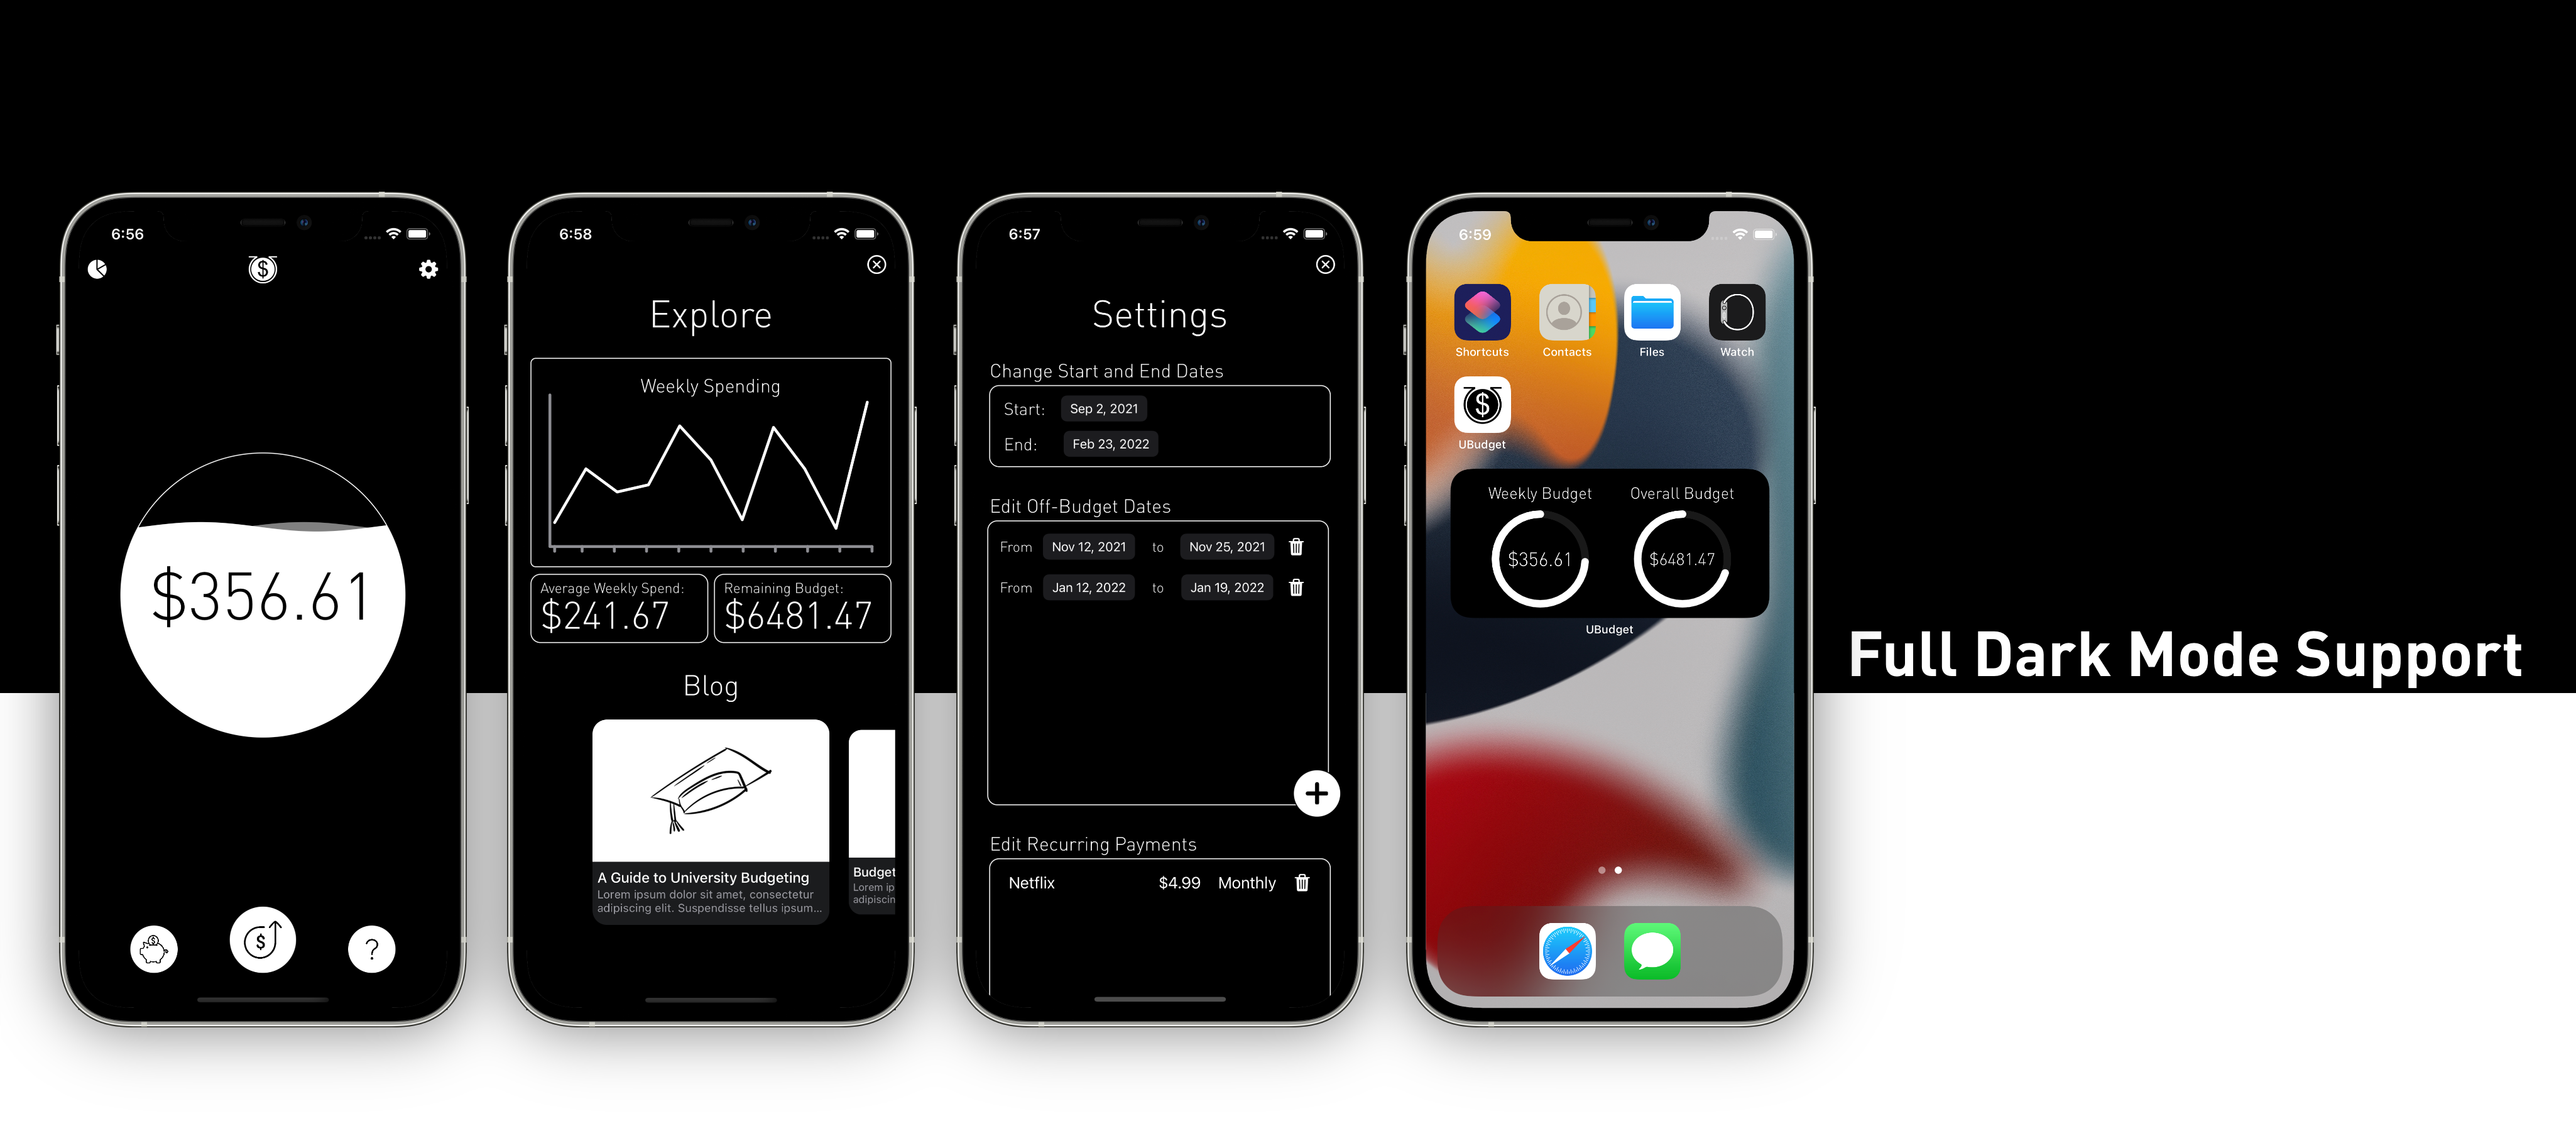 6:56
$
$356.61
$
?
6:58
Explore
Weekly Spending
Average Weekly Spend:
$241.67
Remaining Budget:
$6481.47
Blog
A Guide to University Budgeting
Lorem ipsum dolor sit amet, consectetur
adipiscing elit. Suspendisse tellus ipsum...
Budget
Lorem ip
adipiscin
6:57
Settings
Change Start and End Dates
Start: Sep 2, 2021
End: Feb 23, 2022
Edit Off-Budget Dates
From Nov 12, 2021 to Nov 25, 2021
From Jan 12, 2022 to Jan 19, 2022
+
Edit Recurring Payments
Netflix $4.99 Monthly
6:59
Shortcuts Contacts Files Watch
$
UBudget
Weekly Budget Overall Budget
$356.61 $6481.47
UBudget
Full Dark Mode Support